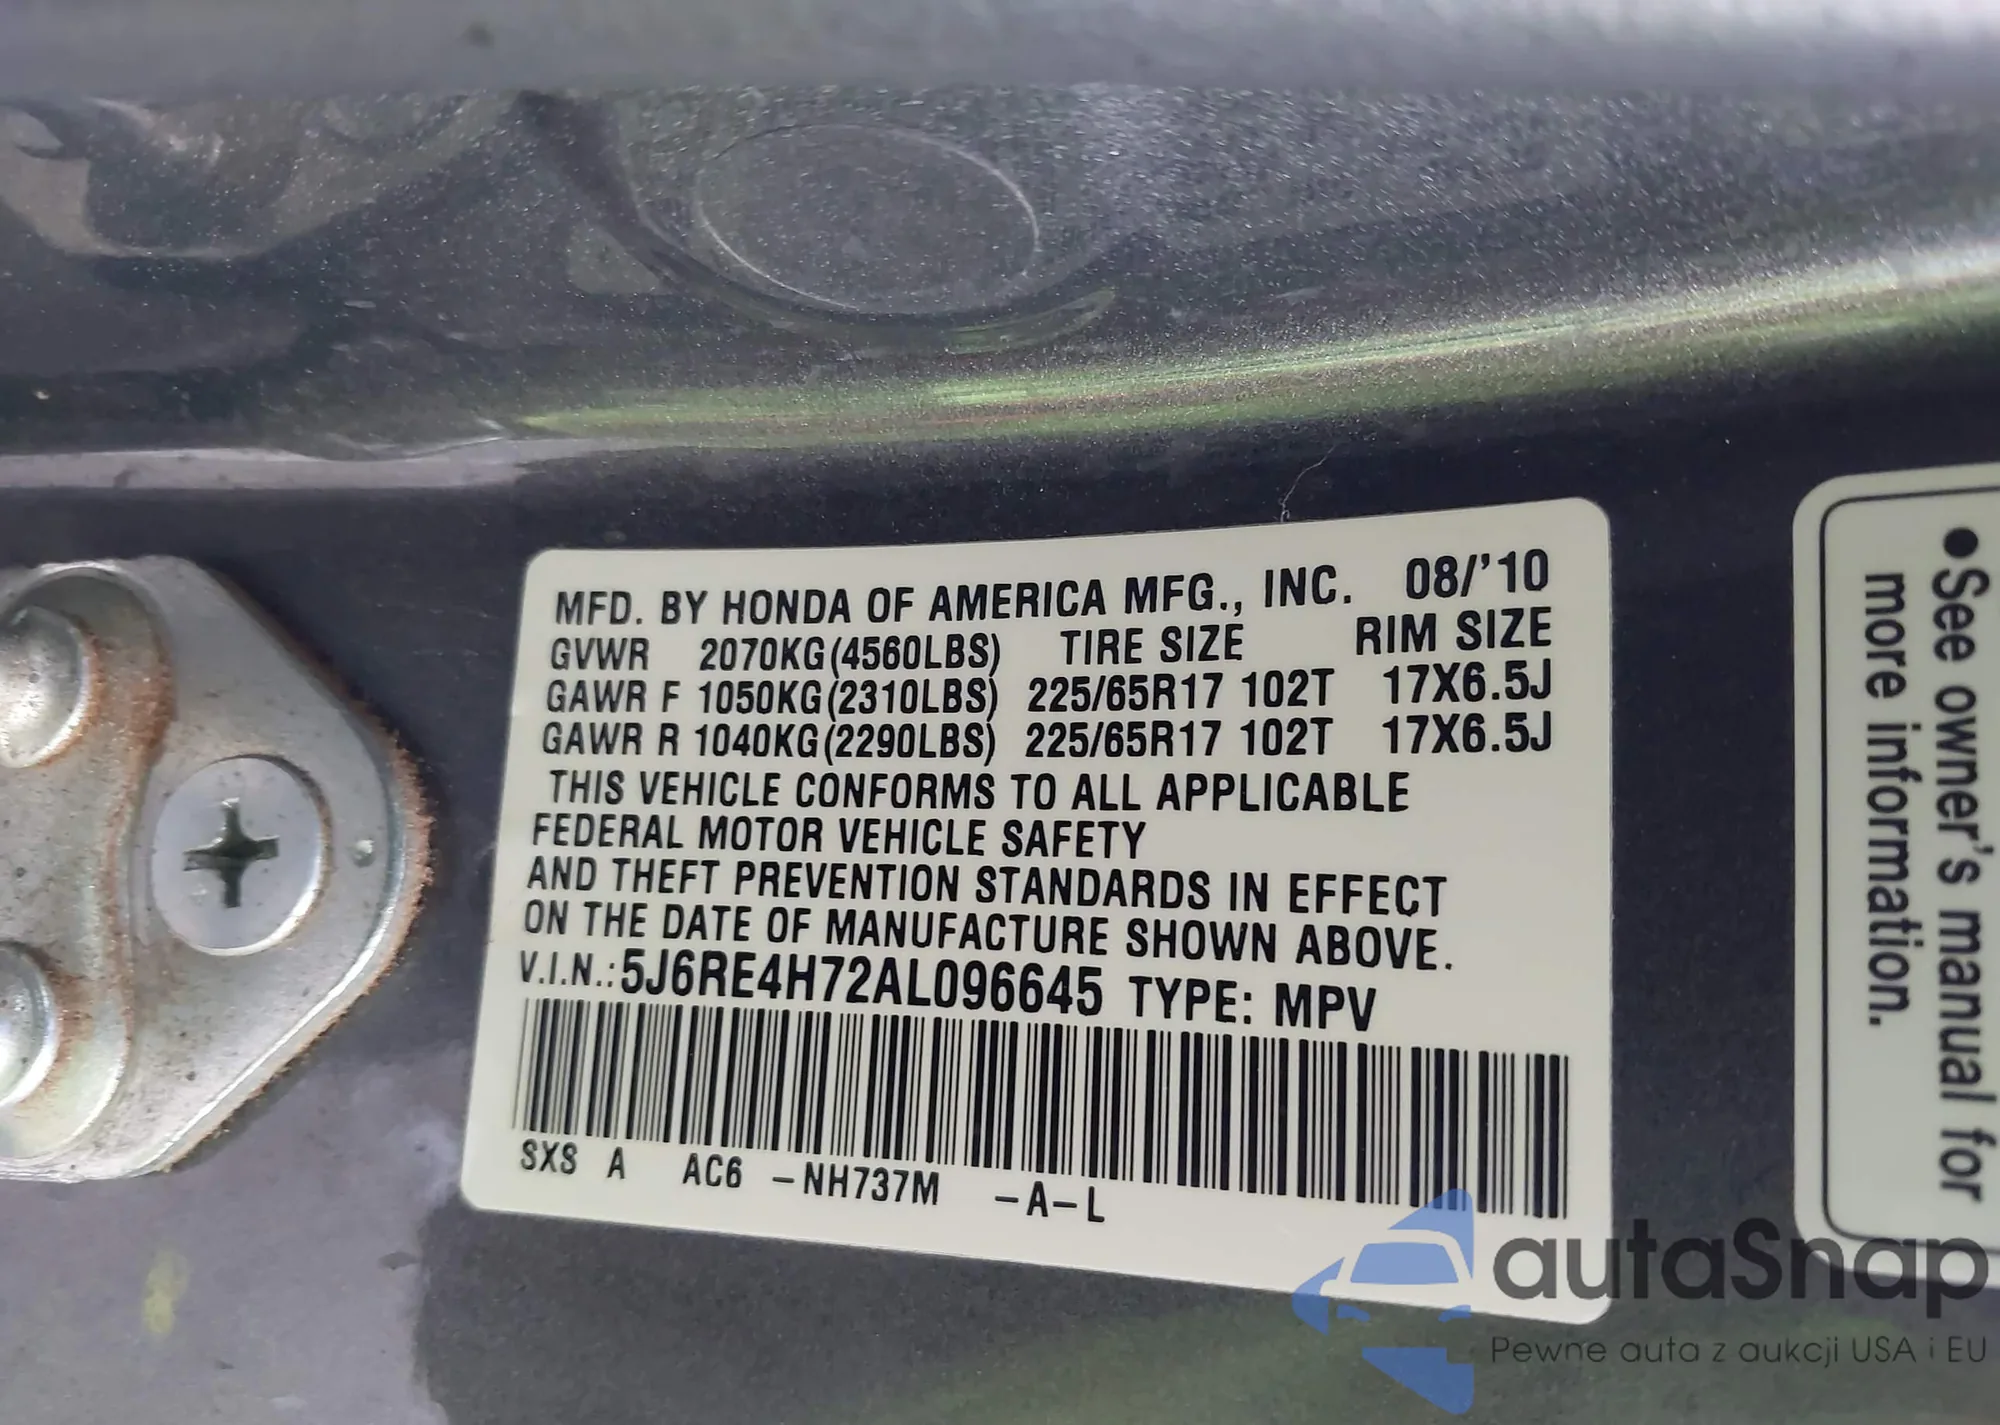 MFD. BY HONDA OF AMERICA MFG., INC. 08/'10
GVWR 2070KG(4560LBS) TIRE SIZE RIM SIZE
GAWR F 1050KG(2310LBS) 225/65R17 102T 17X6.5J
GAWR R 1040KG(2290LBS) 225/65R17 102T 17X6.5J
THIS VEHICLE CONFORMS TO ALL APPLICABLE
FEDERAL MOTOR VEHICLE SAFETY
AND THEFT PREVENTION STANDARDS IN EFFECT
ON THE DATE OF MANUFACTURE SHOWN ABOVE.
V.I.N.: 5J6RE4H72AL096645 TYPE: MPV
SXS A AC6 -NH737M -A-L
●See owner's manual for
more information.
autaSnap
Pewne auta z aukcji USA i EU